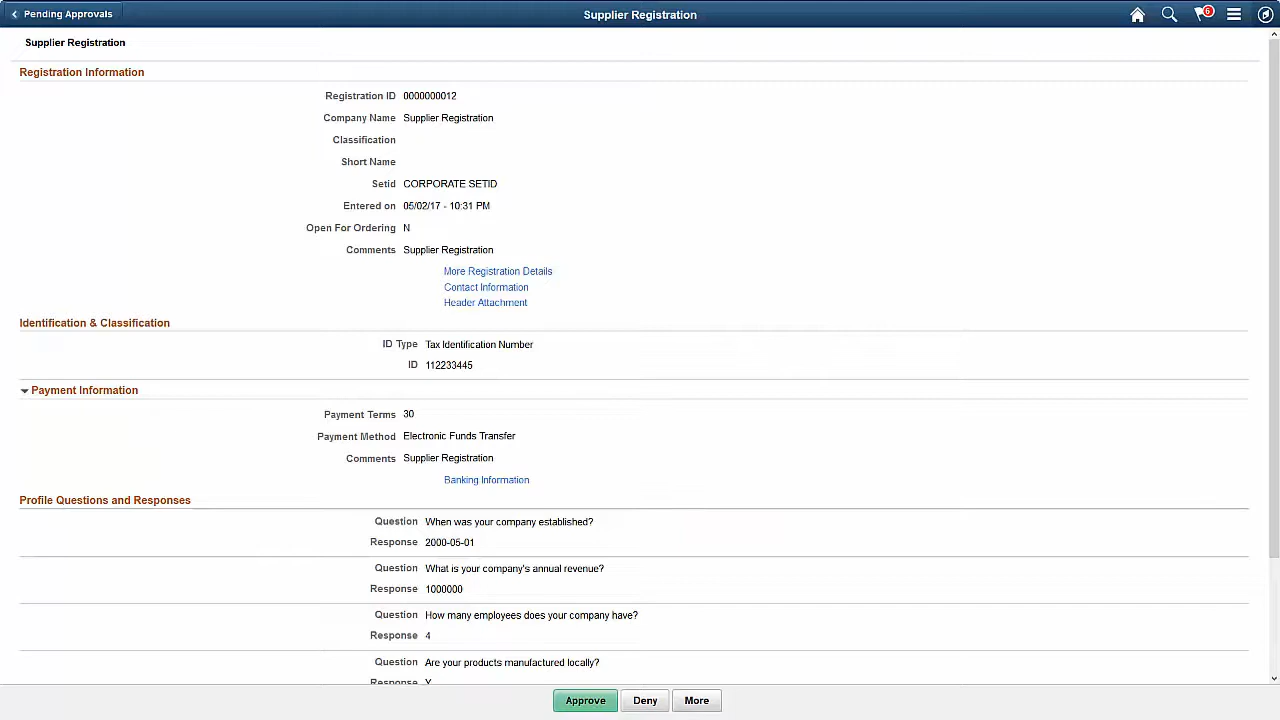 Pending Approvals
Supplier Registration
6
Supplier Registration
Registration Information
Registration ID 0000000012
Company Name Supplier Registration
Classification
Short Name
Setid CORPORATE SETID
Entered on 05/02/17 - 10:31 PM
Open For Ordering N
Comments Supplier Registration
More Registration Details
Contact Information
Header Attachment
Identification & Classification
ID Type Tax Identification Number
ID 112233445
Payment Information
Payment Terms 30
Payment Method Electronic Funds Transfer
Comments Supplier Registration
Banking Information
Profile Questions and Responses
Question When was your company established?
Response 2000-05-01
Question What is your company's annual revenue?
Response 1000000
Question How many employees does your company have?
Response 4
Question Are your products manufactured locally?
Response Y
Approve Deny More